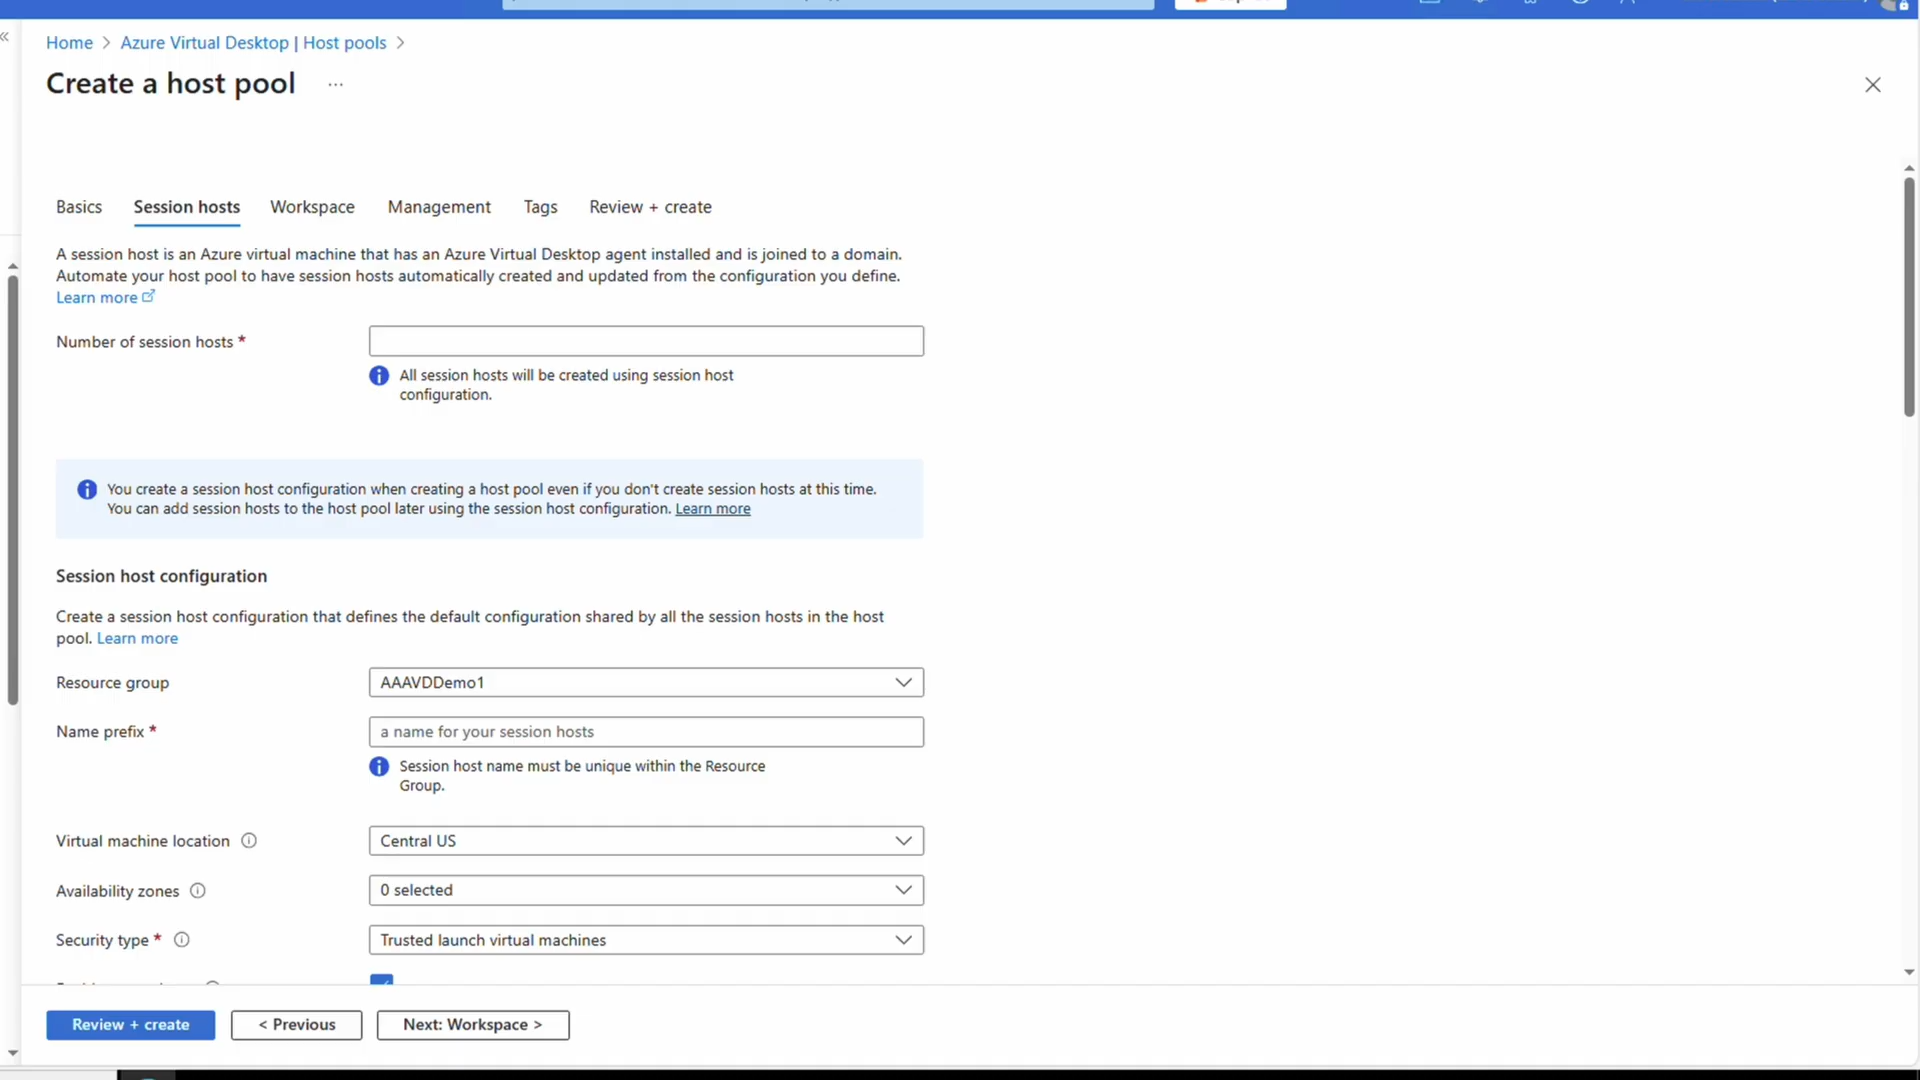 Home > Azure Virtual Desktop | Host pools >
Create a host pool ...
Basics Session hosts Workspace Management Tags Review + create
A session host is an Azure virtual machine that has an Azure Virtual Desktop agent installed and is joined to a domain.
Automate your host pool to have session hosts automatically created and updated from the configuration you define.
Learn more
Number of session hosts *
All session hosts will be created using session host
configuration.
You create a session host configuration when creating a host pool even if you don't create session hosts at this time.
You can add session hosts to the host pool later using the session host configuration. Learn more
Session host configuration
Create a session host configuration that defines the default configuration shared by all the session hosts in the host
pool. Learn more
Resource group AAAVDDemo1
Name prefix * a name for your session hosts
Session host name must be unique within the Resource
Group.
Virtual machine location Central US
Availability zones 0 selected
Security type * Trusted launch virtual machines
Review + create < Previous Next: Workspace >